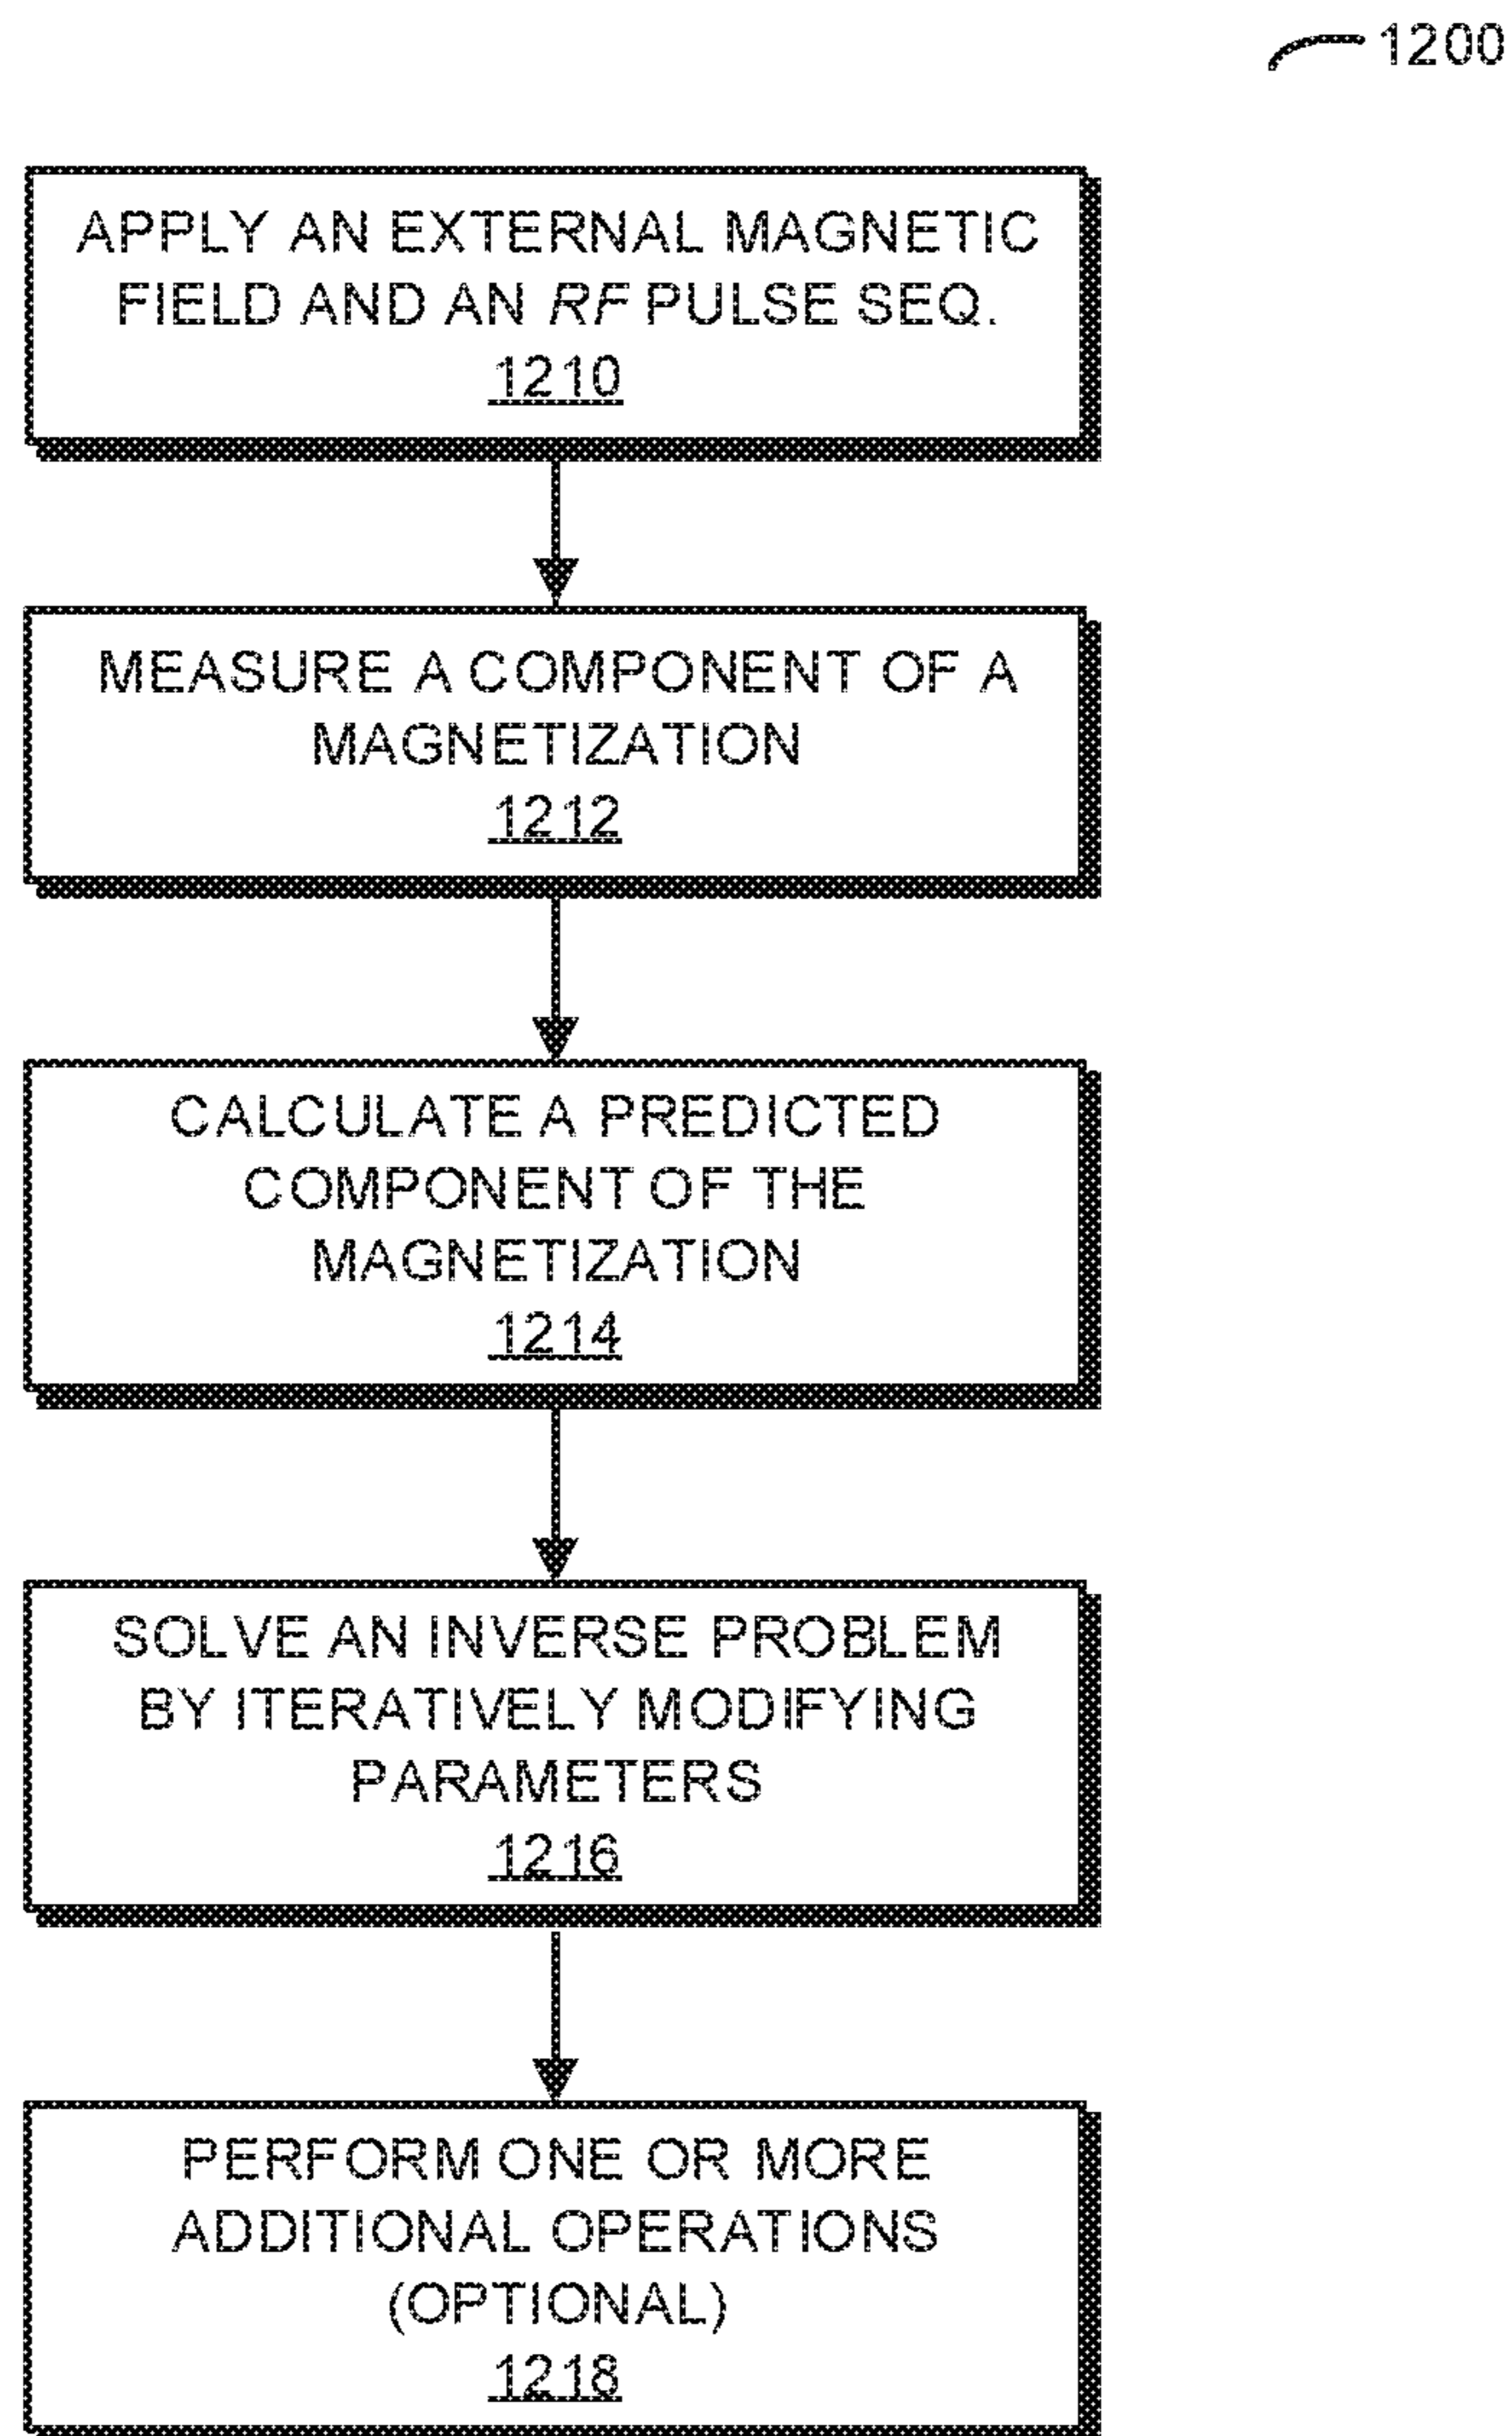 1200
APPLY AN EXTERNAL MAGNETIC
FIELD AND AN RF PULSE SEQ.
1210
MEASURE A COMPONENT OF A
MAGNETIZATION
1212
CALCULATE A PREDICTED
COMPONENT OF THE
MAGNETIZATION
1214
SOLVE AN INVERSE PROBLEM
BY ITERATIVELY MODIFYING
PARAMETERS
1216
PERFORM ONE OR MORE
ADDITIONAL OPERATIONS
(OPTIONAL)
1218